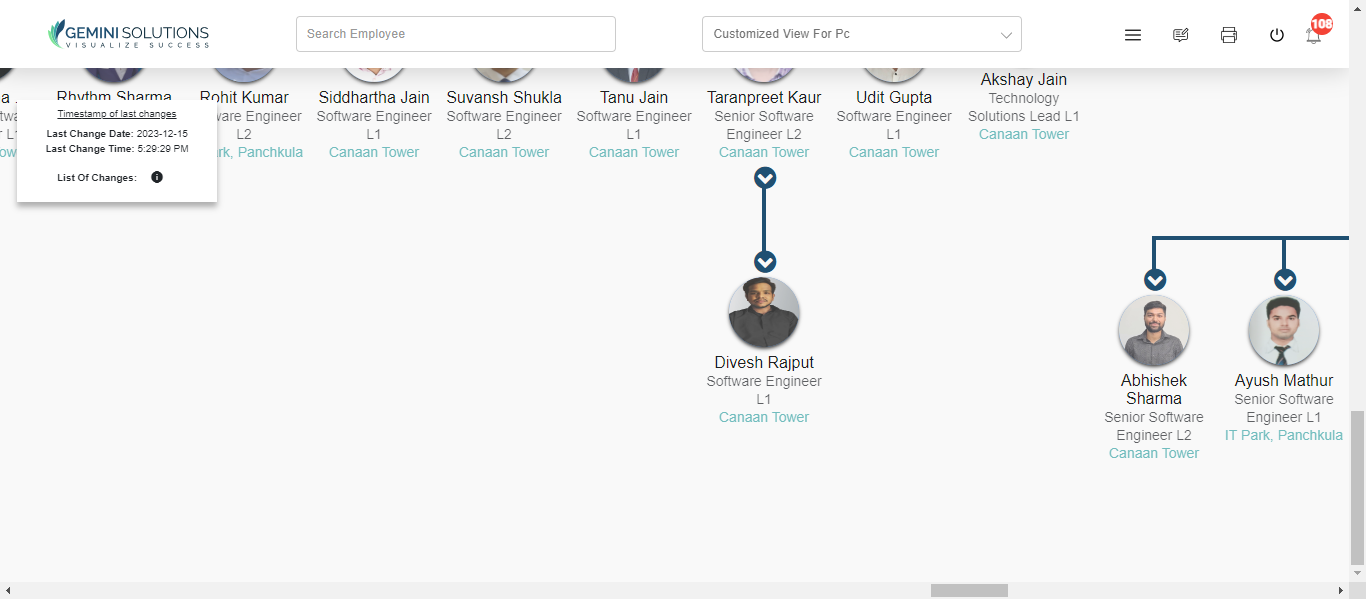 GEMINI SOLUTIONS
VISUALIZE SUCCESS
Search Employee
Customized View For Pc
108
Rhythm Sharma
Timestamp of last changes
Last Change Date: 2023-12-15
Last Change Time: 5:29:29 PM
List Of Changes:
Rohit Kumar
ware Engineer
L2
rk, Panchkula
Siddhartha Jain
Software Engineer
L1
Canaan Tower
Suvansh Shukla
Software Engineer
L2
Canaan Tower
Tanu Jain
Software Engineer
L1
Canaan Tower
Taranpreet Kaur
Senior Software
Engineer L2
Canaan Tower
Udit Gupta
Software Engineer
L1
Canaan Tower
Akshay Jain
Technology
Solutions Lead L1
Canaan Tower
Divesh Rajput
Software Engineer
L1
Canaan Tower
Abhishek
Sharma
Senior Software
Engineer L2
Canaan Tower
Ayush Mathur
Senior Software
Engineer L1
IT Park, Panchkula